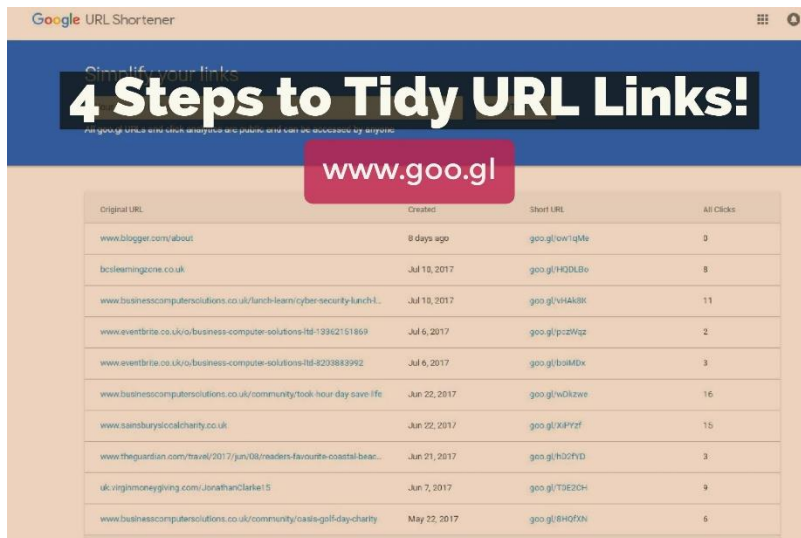 Google URL Shortener
Simplify your links
4 Steps to Tidy URL Links!
All goo.gl URLs and click analytics are public and can be accessed by anyone
www.goo.gl
Original URL Created Short URL All Clicks
www.blogger.com/about 8 days ago goo.gl/ow1qMe 0
bcslearningzone.co.uk Jul 10, 2017 goo.gl/HQDLBo 8
www.businesscomputersolutions.co.uk/lunch-learn/cyber-security-lunch-l... Jul 10, 2017 goo.gl/vHAk8K 11
www.eventbrite.co.uk/o/business-computer-solutions-ltd-13362151869 Jul 6, 2017 goo.gl/pczWqz 2
www.eventbrite.co.uk/o/business-computer-solutions-ltd-8203883992 Jul 6, 2017 goo.gl/boiMDx 3
www.businesscomputersolutions.co.uk/community/took-hour-day-save-life Jun 22, 2017 goo.gl/wDkzwe 16
www.sainsburyslocalcharity.co.uk Jun 22, 2017 goo.gl/XiPYzf 15
www.theguardian.com/travel/2017/jun/08/readers-favourite-coastal-beac... Jun 21, 2017 goo.gl/hD2fYD 3
uk.virginmoneygiving.com/JonathanClarke15 Jun 7, 2017 goo.gl/T0E2CH 9
www.businesscomputersolutions.co.uk/community/oasis-golf-day-charity May 22, 2017 goo.gl/8HQfXN 6